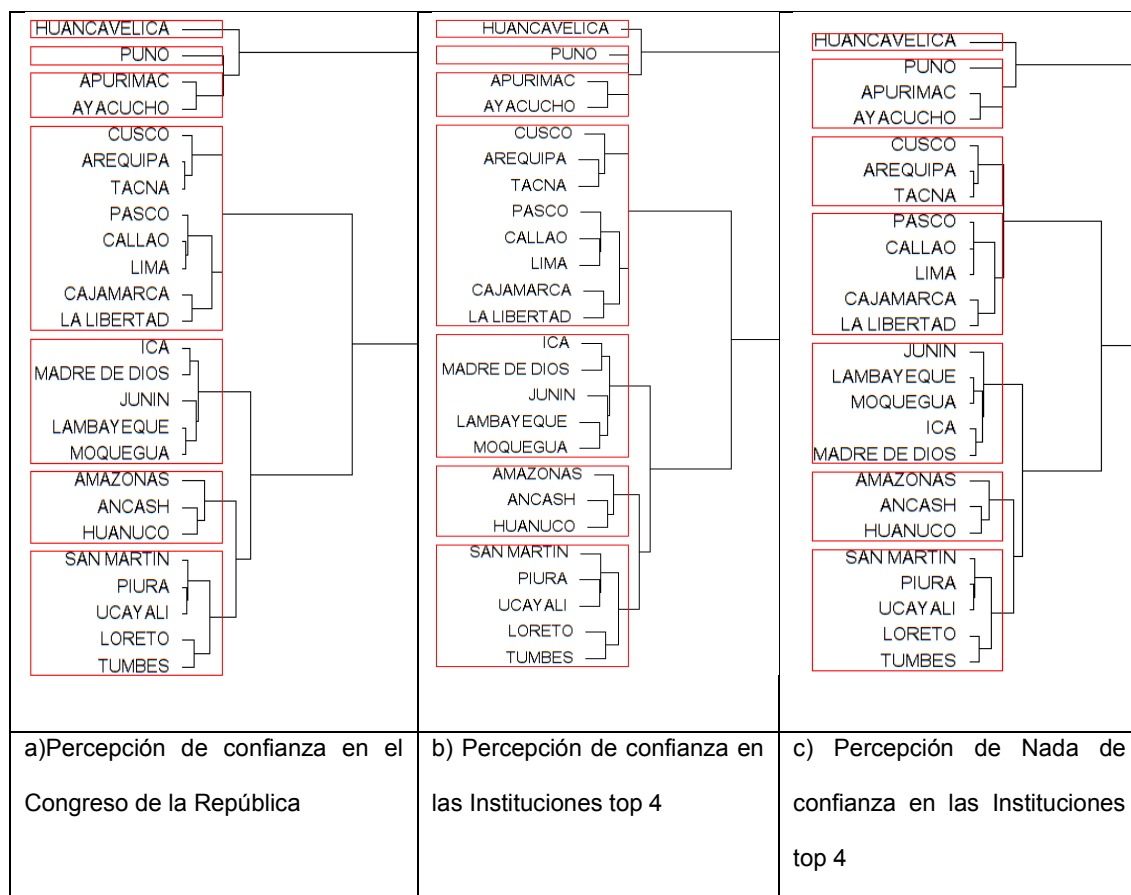 HUANCAVELICA
PUNO
APURIMAC
AYACUCHO
CUSCO
AREQUIPA
TACNA
PASCO
CALLAO
LIMA
CAJAMARCA
LA LIBERTAD
ICA
MADRE DE DIOS
JUNIN
LAMBAYEQUE
MOQUEGUA
AMAZONAS
ANCASH
HUANUCO
SAN MARTIN
PIURA
UCAYALI
LORETO
TUMBES
a)Percepción de confianza en el
Congreso de la República
HUANCAVELICA
PUNO
APURIMAC
AYACUCHO
CUSCO
AREQUIPA
TACNA
PASCO
CALLAO
LIMA
CAJAMARCA
LA LIBERTAD
ICA
MADRE DE DIOS
JUNIN
LAMBAYEQUE
MOQUEGUA
AMAZONAS
ANCASH
HUANUCO
SAN MARTIN
PIURA
UCAYALI
LORETO
TUMBES
b) Percepción de confianza en
las Instituciones top 4
HUANCAVELICA
PUNO
APURIMAC
AYACUCHO
CUSCO
AREQUIPA
TACNA
PASCO
CALLAO
LIMA
CAJAMARCA
LA LIBERTAD
JUNIN
LAMBAYEQUE
MOQUEGUA
ICA
MADRE DE DIOS
AMAZONAS
ANCASH
HUANUCO
SAN MARTIN
PIURA
UCAYALI
LORETO
TUMBES
c) Percepción de Nada de
confianza en las Instituciones
top 4